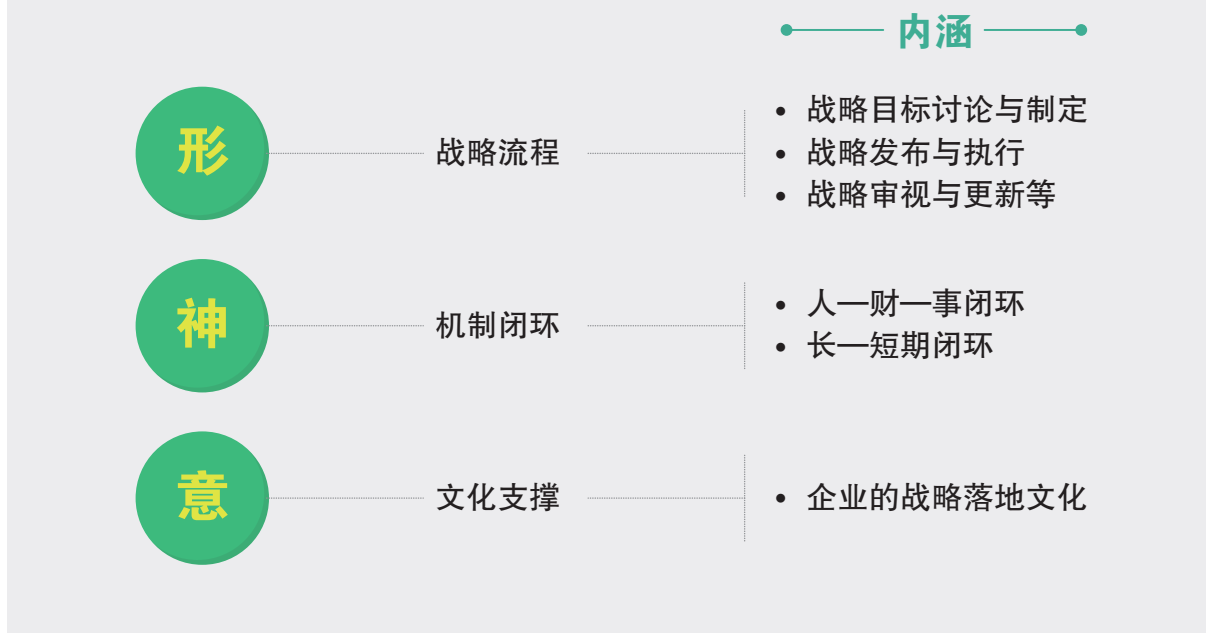 内涵
形
战略流程
• 战略目标讨论与制定
• 战略发布与执行
• 战略审视与更新等
神
机制闭环
• 人—财—事闭环
• 长—短期闭环
意
文化支撑
• 企业的战略落地文化